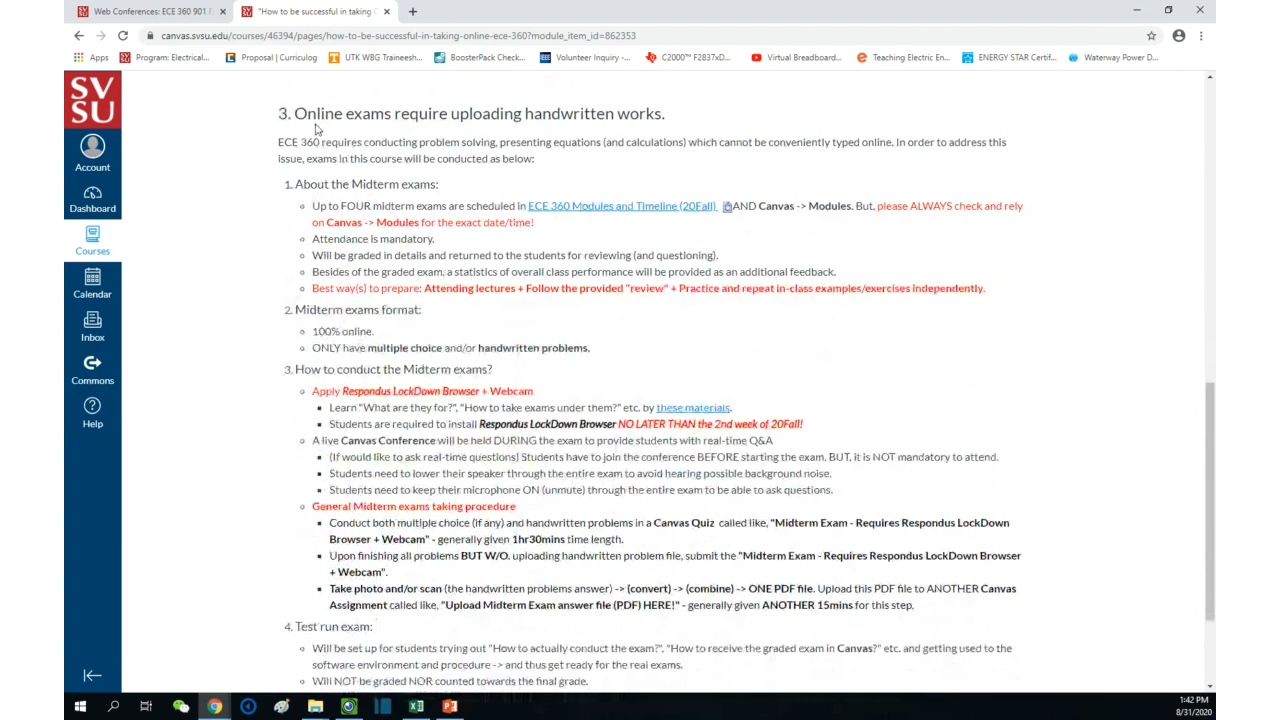 Web Conferences: ECE 360 901 F
"How to be successful in taking
canvas.svsu.edu/courses/46394/pages/how-to-be-successful-in-taking-online-ece-360?module_item_id=862353
Apps
Program: Electrical...
Proposal | Curriculog
UTK WBG Traineesh...
BoosterPack Check...
Volunteer Inquiry -...
C2000™ F2837xD...
Virtual Breadboard...
Teaching Electric En...
ENERGY STAR Certif...
Waterway Power D...
SV
SU
Account
Dashboard
Courses
Calendar
Inbox
Commons
Help
3. Online exams require uploading handwritten works.
ECE 360 requires conducting problem solving, presenting equations (and calculations) which cannot be conveniently typed online. In order to address this
issue, exams in this course will be conducted as below:
1. About the Midterm exams:
Up to FOUR midterm exams are scheduled in ECE 360 Modules and Timeline (20Fall) AND Canvas -> Modules. But, please ALWAYS check and rely
on Canvas -> Modules for the exact date/time!
Attendance is mandatory.
Will be graded in details and returned to the students for reviewing (and questioning).
Besides of the graded exam, a statistics of overall class performance will be provided as an additional feedback.
Best way(s) to prepare: Attending lectures + Follow the provided "review" + Practice and repeat in-class examples/exercises independently.
2. Midterm exams format:
100% online.
ONLY have multiple choice and/or handwritten problems.
3. How to conduct the Midterm exams?
Apply Respondus LockDown Browser + Webcam
Learn "What are they for?", "How to take exams under them?" etc. by these materials.
Students are required to install Respondus LockDown Browser NO LATER THAN the 2nd week of 20Fall!
A live Canvas Conference will be held DURING the exam to provide students with real-time Q&A
(If would like to ask real-time questions) Students have to join the conference BEFORE starting the exam. BUT, it is NOT mandatory to attend.
Students need to lower their speaker through the entire exam to avoid hearing possible background noise.
Students need to keep their microphone ON (unmute) through the entire exam to be able to ask questions.
General Midterm exams taking procedure
Conduct both multiple choice (if any) and handwritten problems in a Canvas Quiz called like, "Midterm Exam - Requires Respondus LockDown
Browser + Webcam" - generally given 1hr30mins time length.
Upon finishing all problems BUT W/O. uploading handwritten problem file, submit the "Midterm Exam - Requires Respondus LockDown Browser
+ Webcam".
Take photo and/or scan (the handwritten problems answer) -> (convert) -> (combine) -> ONE PDF file. Upload this PDF file to ANOTHER Canvas
Assignment called like, "Upload Midterm Exam answer file (PDF) HERE!" - generally given ANOTHER 15mins for this step.
4. Test run exam:
Will be set up for students trying out "How to actually conduct the exam?", "How to receive the graded exam in Canvas?" etc. and getting used to the
software environment and procedure -> and thus get ready for the real exams.
Will NOT be graded NOR counted towards the final grade.
1:42 PM
8/31/2020